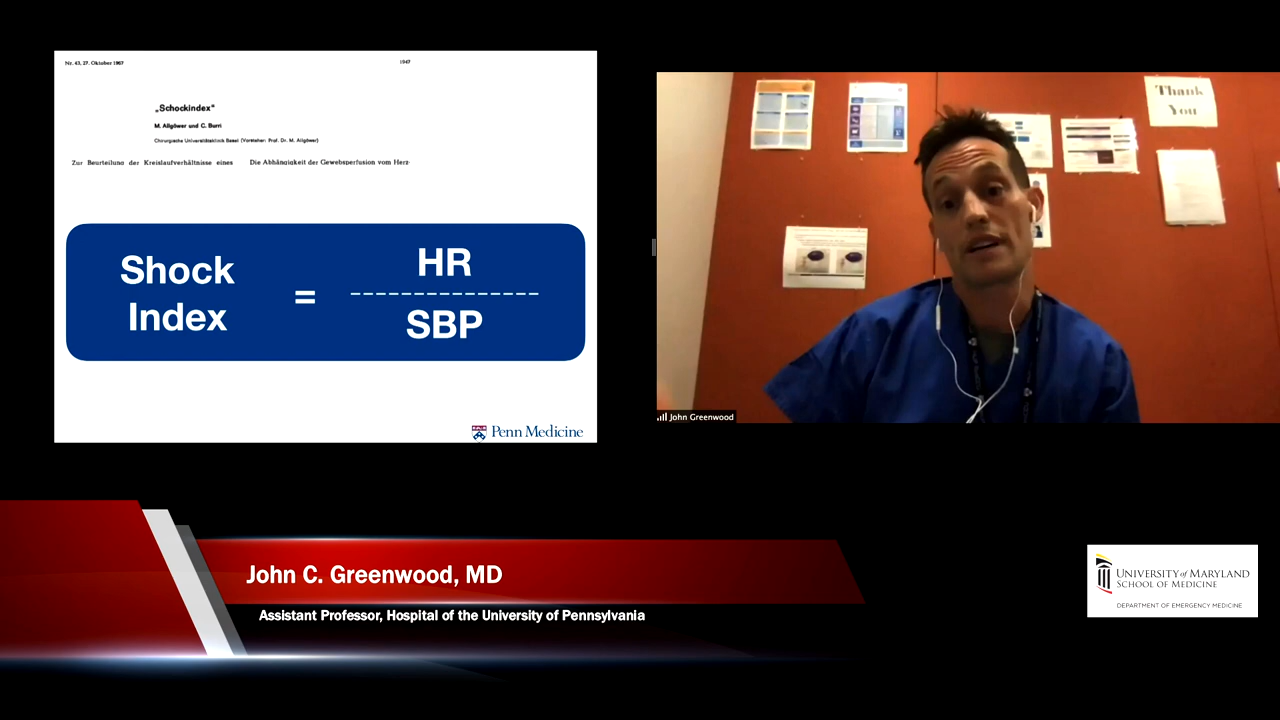 Nr. 43, 27. Oktober 1967
1947
„Schockindex“
M. Allgöwer und C. Burri
Chirurgische Universitätsklinik Basel (Vorsteher: Prof. Dr. M. Allgöwer)
Zur Beurteilung der Kreislaufverhältnisse eines
Die Abhängigkeit der Gewebsperfusion vom Herz-
Shock
Index
=
HR
SBP
Penn Medicine
Thank
You
John Greenwood
John C. Greenwood, MD
Assistant Professor, Hospital of the University of Pennsylvania
UNIVERSITY of MARYLAND
SCHOOL OF MEDICINE
DEPARTMENT OF EMERGENCY MEDICINE